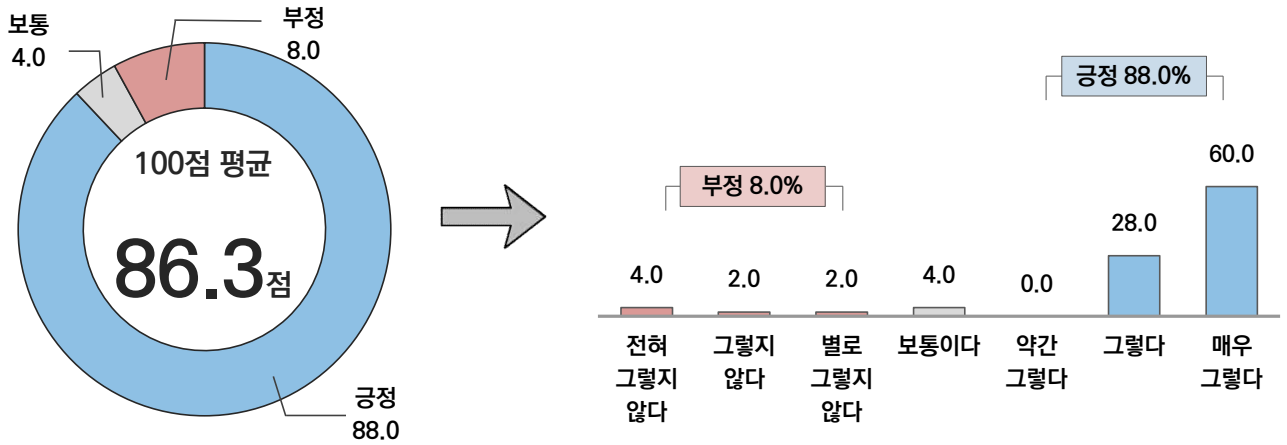 보통
4.0
부정
8.0
100점 평균
86.3점
긍정
88.0
부정 8.0%
긍정 88.0%
4.0
2.0
2.0
4.0
0.0
28.0
60.0
전혀
그렇지
않다
그렇지
않다
별로
그렇지
않다
보통이다
약간
그렇다
그렇다
매우
그렇다